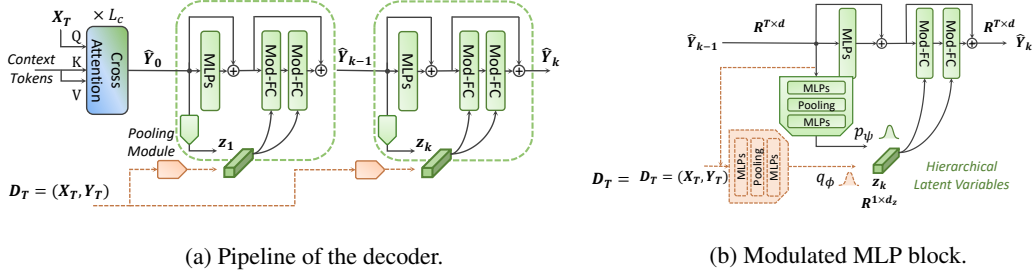 X_T
× L_c
Q
Context
Tokens
K
V
Cross
Attention
Ŷ_0
MLPs
Mod-FC
Mod-FC
Ŷ_{k-1}
MLPs
Mod-FC
Mod-FC
Ŷ_k
Pooling
Module
z_1
z_k
D_T = (X_T, Y_T)
(a) Pipeline of the decoder.
R^{T×d}
Ŷ_{k-1}
MLPs
Mod-FC
Mod-FC
R^{T×d}
Ŷ_k
MLPs
Pooling
MLPs
p_ψ
D_T = D_T = (X_T, Y_T)
MLPs
Pooling
MLPs
q_ϕ
z_k
R^{1×d_z}
Hierarchical
Latent Variables
(b) Modulated MLP block.